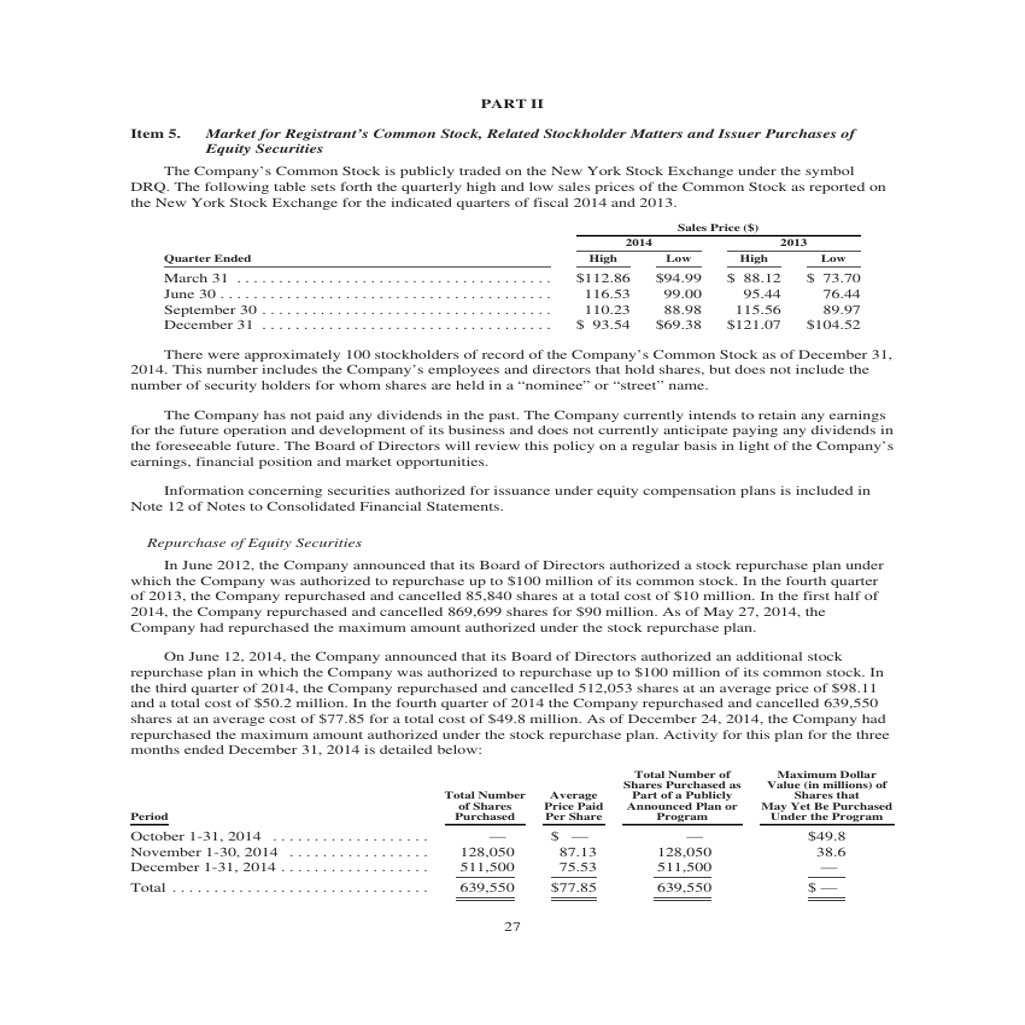 PART II
Item 5. Market for Registrant's Common Stock, Related Stockholder Matters and Issuer Purchases of
Equity Securities
The Company's Common Stock is publicly traded on the New York Stock Exchange under the symbol
DRQ. The following table sets forth the quarterly high and low sales prices of the Common Stock as reported on
the New York Stock Exchange for the indicated quarters of fiscal 2014 and 2013.
Sales Price ($)
2014 2013
Quarter Ended High Low High Low
March 31 . . . . . . . . . . . . . . . . . . . . . . . . . . . . . . . . . . . . . . $112.86 $94.99 $ 88.12 $ 73.70
June 30 . . . . . . . . . . . . . . . . . . . . . . . . . . . . . . . . . . . . . . . . 116.53 99.00 95.44 76.44
September 30 . . . . . . . . . . . . . . . . . . . . . . . . . . . . . . . . . . . 110.23 88.98 115.56 89.97
December 31 . . . . . . . . . . . . . . . . . . . . . . . . . . . . . . . . . . . $ 93.54 $69.38 $121.07 $104.52
There were approximately 100 stockholders of record of the Company's Common Stock as of December 31,
2014. This number includes the Company's employees and directors that hold shares, but does not include the
number of security holders for whom shares are held in a "nominee" or "street" name.
The Company has not paid any dividends in the past. The Company currently intends to retain any earnings
for the future operation and development of its business and does not currently anticipate paying any dividends in
the foreseeable future. The Board of Directors will review this policy on a regular basis in light of the Company's
earnings, financial position and market opportunities.
Information concerning securities authorized for issuance under equity compensation plans is included in
Note 12 of Notes to Consolidated Financial Statements.
Repurchase of Equity Securities
In June 2012, the Company announced that its Board of Directors authorized a stock repurchase plan under
which the Company was authorized to repurchase up to $100 million of its common stock. In the fourth quarter
of 2013, the Company repurchased and cancelled 85,840 shares at a total cost of $10 million. In the first half of
2014, the Company repurchased and cancelled 869,699 shares for $90 million. As of May 27, 2014, the
Company had repurchased the maximum amount authorized under the stock repurchase plan.
On June 12, 2014, the Company announced that its Board of Directors authorized an additional stock
repurchase plan in which the Company was authorized to repurchase up to $100 million of its common stock. In
the third quarter of 2014, the Company repurchased and cancelled 512,053 shares at an average price of $98.11
and a total cost of $50.2 million. In the fourth quarter of 2014 the Company repurchased and cancelled 639,550
shares at an average cost of $77.85 for a total cost of $49.8 million. As of December 24, 2014, the Company had
repurchased the maximum amount authorized under the stock repurchase plan. Activity for this plan for the three
months ended December 31, 2014 is detailed below:
Total Number of Maximum Dollar
Shares Purchased as Value (in millions) of
Total Number Average Part of a Publicly Shares that
of Shares Price Paid Announced Plan or May Yet Be Purchased
Period Purchased Per Share Program Under the Program
October 1-31, 2014 . . . . . . . . . . . . . . . . . . . — $ — — $49.8
November 1-30, 2014 . . . . . . . . . . . . . . . . . 128,050 87.13 128,050 38.6
December 1-31, 2014 . . . . . . . . . . . . . . . . . . 511,500 75.53 511,500 —
Total . . . . . . . . . . . . . . . . . . . . . . . . . . . . . . . 639,550 $77.85 639,550 $ —
27